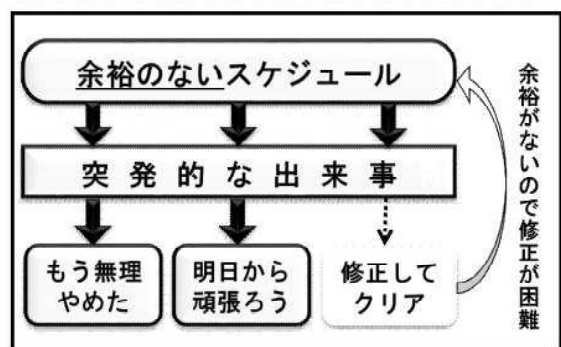 余裕のないスケジュール
突発的な出来事
もう無理
やめた
明日から
頑張ろう
修正して
クリア
余裕がないので修正が困難